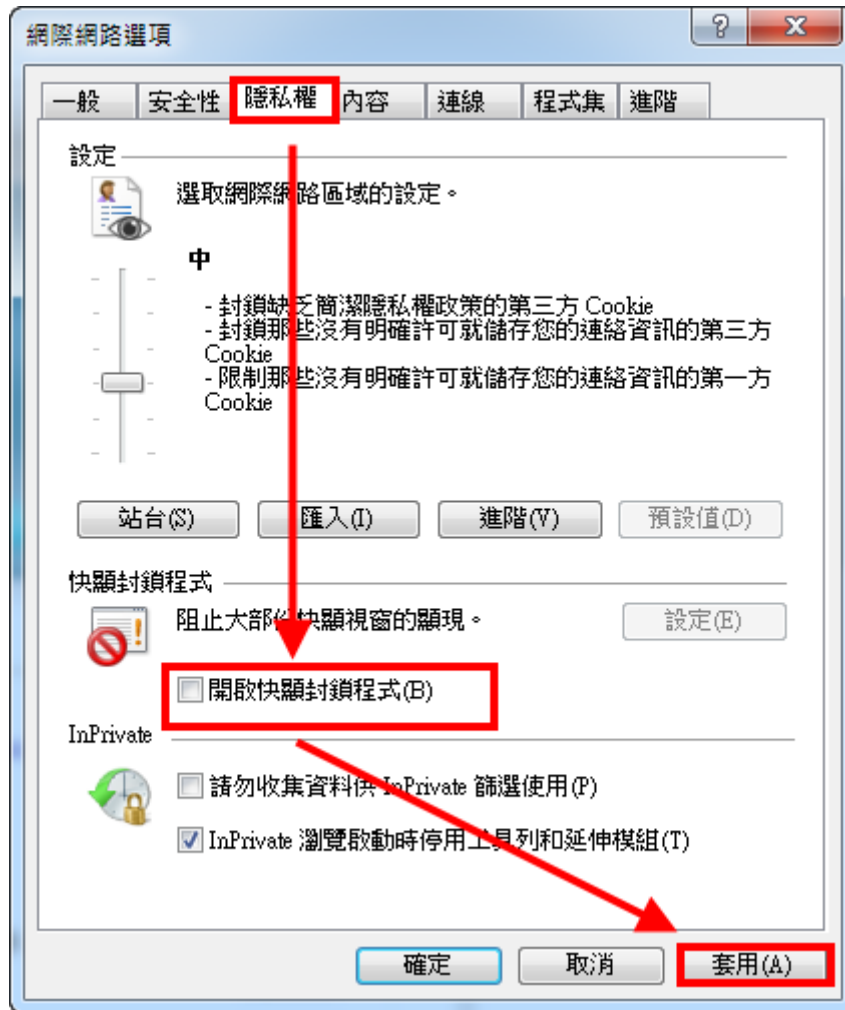 網際網路選項
一般 安全性 隱私權 內容 連線 程式集 進階
設定
選取網際網路區域的設定。
中
- 封鎖缺乏簡潔隱私權政策的第三方 Cookie
- 封鎖那些沒有明確許可就儲存您的連絡資訊的第三方
Cookie
- 限制那些沒有明確許可就儲存您的連絡資訊的第一方
Cookie
站台(S) 匯入(I) 進階(V) 預設值(D)
快顯封鎖程式
阻止大部份快顯視窗的顯現。 設定(E)
開啟快顯封鎖程式(B)
InPrivate
請勿收集資料供 InPrivate 篩選使用(P)
InPrivate 瀏覽啟動時停用工具列和延伸模組(T)
確定 取消 套用(A)